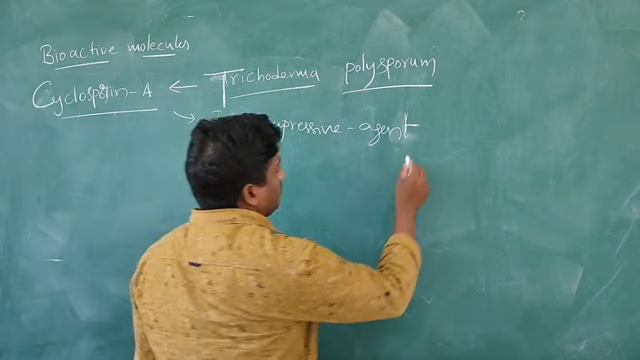 Bioactive molecules
Cyclosporin-A ← Trichoderma polysporum
→ pressive-agent